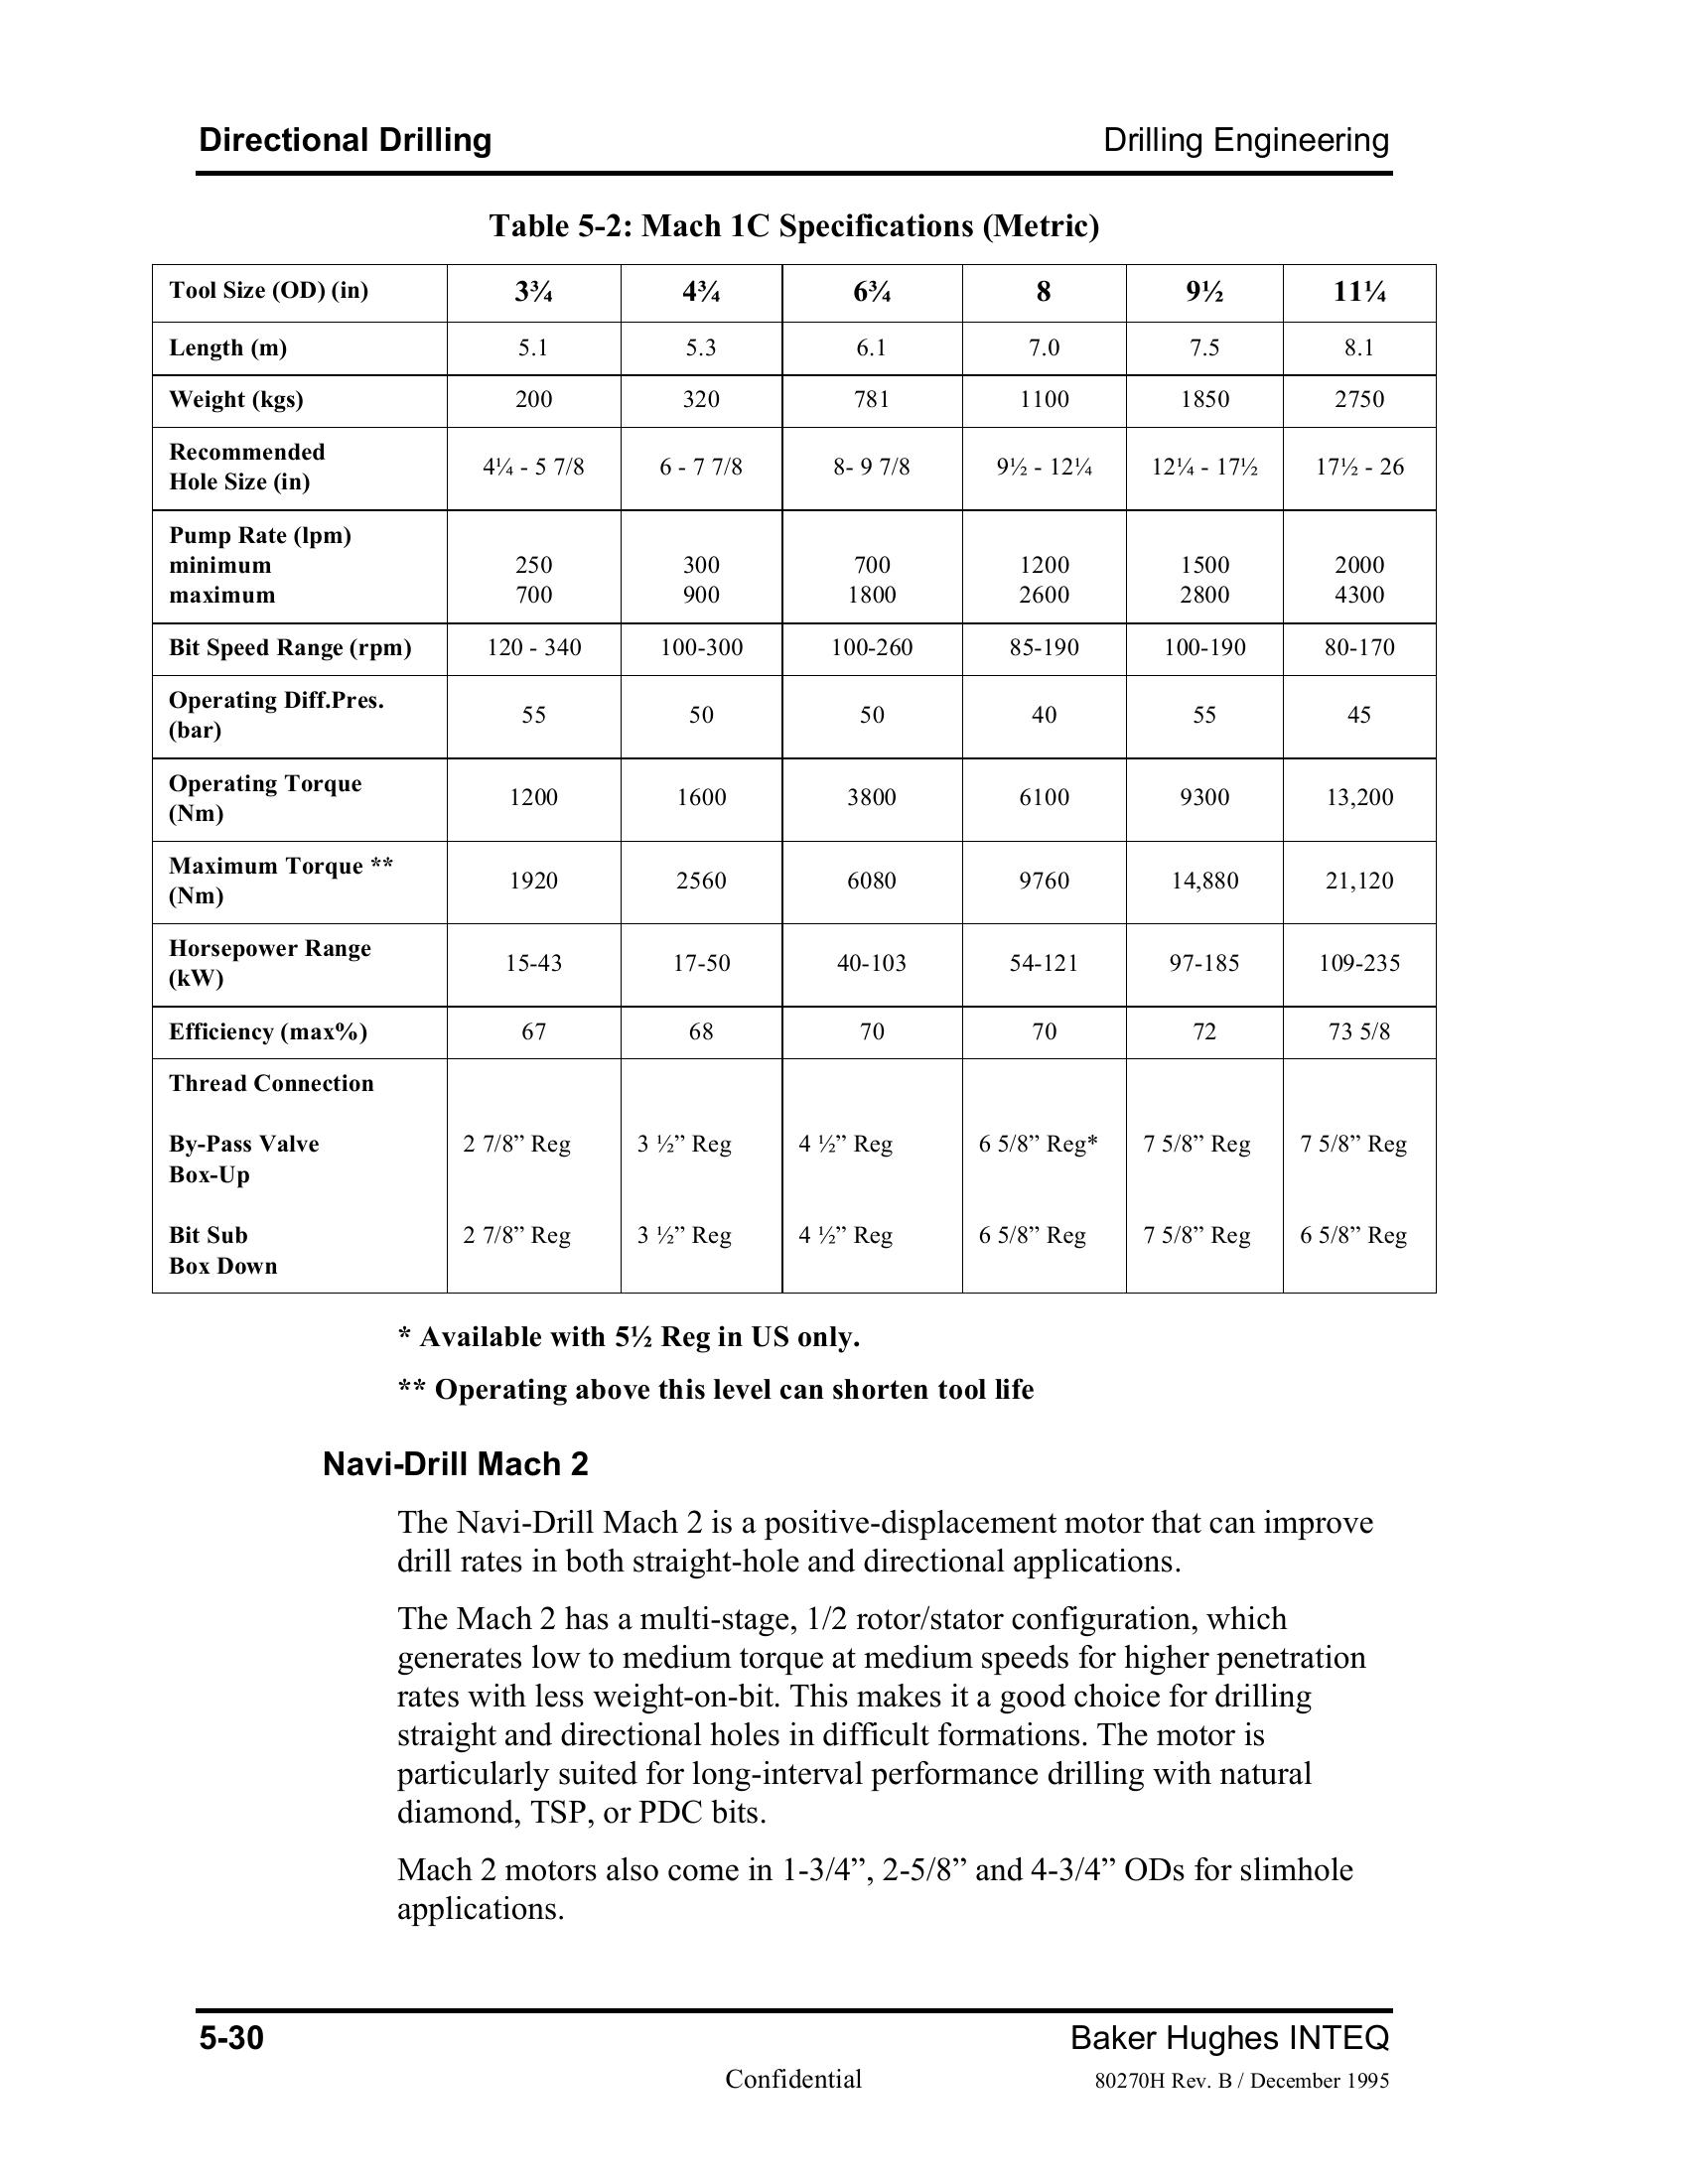 Directional Drilling Drilling Engineering
Table 5-2: Mach 1C Specifications (Metric)
Tool Size (OD) (in) 3¾ 4¾ 6¾ 8 9½ 11¼
Length (m) 5.1 5.3 6.1 7.0 7.5 8.1
Weight (kgs) 200 320 781 1100 1850 2750
Recommended
Hole Size (in) 4¼ - 5 7/8 6 - 7 7/8 8- 9 7/8 9½ - 12¼ 12¼ - 17½ 17½ - 26
Pump Rate (lpm)
minimum 250 300 700 1200 1500 2000
maximum 700 900 1800 2600 2800 4300
Bit Speed Range (rpm) 120 - 340 100-300 100-260 85-190 100-190 80-170
Operating Diff.Pres.
(bar) 55 50 50 40 55 45
Operating Torque
(Nm) 1200 1600 3800 6100 9300 13,200
Maximum Torque **
(Nm) 1920 2560 6080 9760 14,880 21,120
Horsepower Range
(kW) 15-43 17-50 40-103 54-121 97-185 109-235
Efficiency (max%) 67 68 70 70 72 73 5/8
Thread Connection
By-Pass Valve 2 7/8” Reg 3 ½” Reg 4 ½” Reg 6 5/8” Reg* 7 5/8” Reg 7 5/8” Reg
Box-Up
Bit Sub 2 7/8” Reg 3 ½” Reg 4 ½” Reg 6 5/8” Reg 7 5/8” Reg 6 5/8” Reg
Box Down
* Available with 5½ Reg in US only.
** Operating above this level can shorten tool life
Navi-Drill Mach 2
The Navi-Drill Mach 2 is a positive-displacement motor that can improve
drill rates in both straight-hole and directional applications.
The Mach 2 has a multi-stage, 1/2 rotor/stator configuration, which
generates low to medium torque at medium speeds for higher penetration
rates with less weight-on-bit. This makes it a good choice for drilling
straight and directional holes in difficult formations. The motor is
particularly suited for long-interval performance drilling with natural
diamond, TSP, or PDC bits.
Mach 2 motors also come in 1-3/4”, 2-5/8” and 4-3/4” ODs for slimhole
applications.
5-30 Baker Hughes INTEQ
Confidential 80270H Rev. B / December 1995